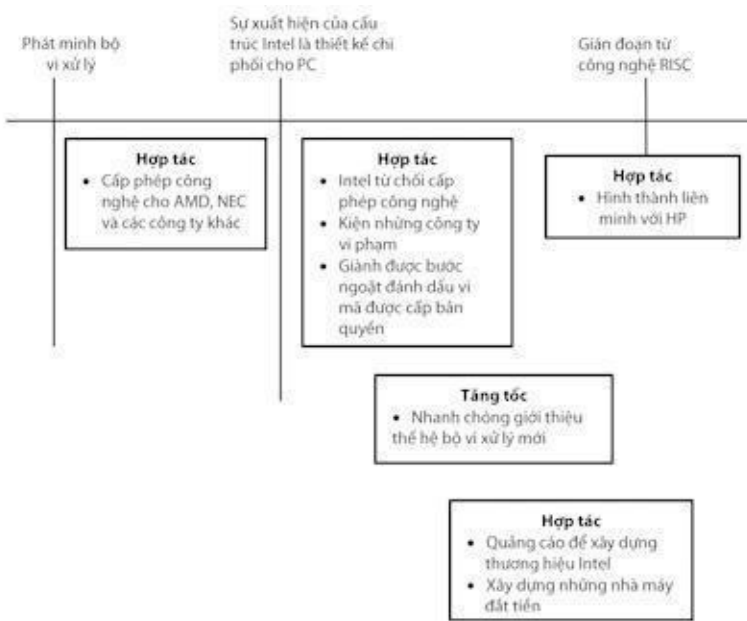 Phát minh bộ
vi xử lý
Sự xuất hiện của cấu
trúc Intel là thiết kế chi
phối cho PC
Gián đoạn từ
công nghệ RISC
Hợp tác
• Cấp phép công
nghệ cho AMD, NEC
và các công ty khác
Hợp tác
• Intel từ chối cấp
phép công nghệ
• Kiện những công ty
vi phạm
• Giành được bước
ngoặt đánh dấu vi
mã được cấp bản
quyền
Hợp tác
• Hình thành liên
minh với HP
Tăng tốc
• Nhanh chóng giới thiệu
thế hệ bộ vi xử lý mới
Hợp tác
• Quảng cáo để xây dựng
thương hiệu Intel
• Xây dựng những nhà máy
đắt tiền